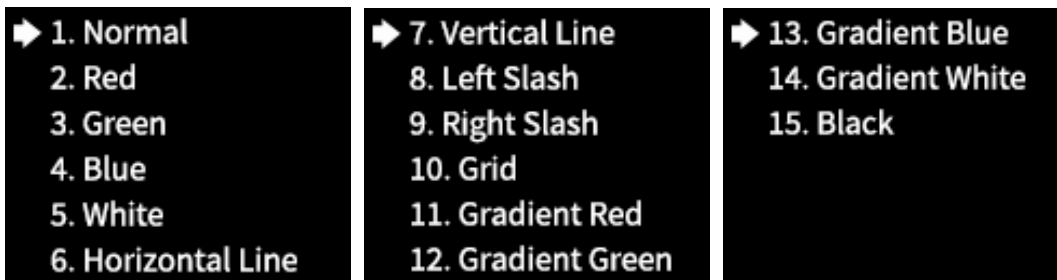 1. Normal
2. Red
3. Green
4. Blue
5. White
6. Horizontal Line
7. Vertical Line
8. Left Slash
9. Right Slash
10. Grid
11. Gradient Red
12. Gradient Green
13. Gradient Blue
14. Gradient White
15. Black